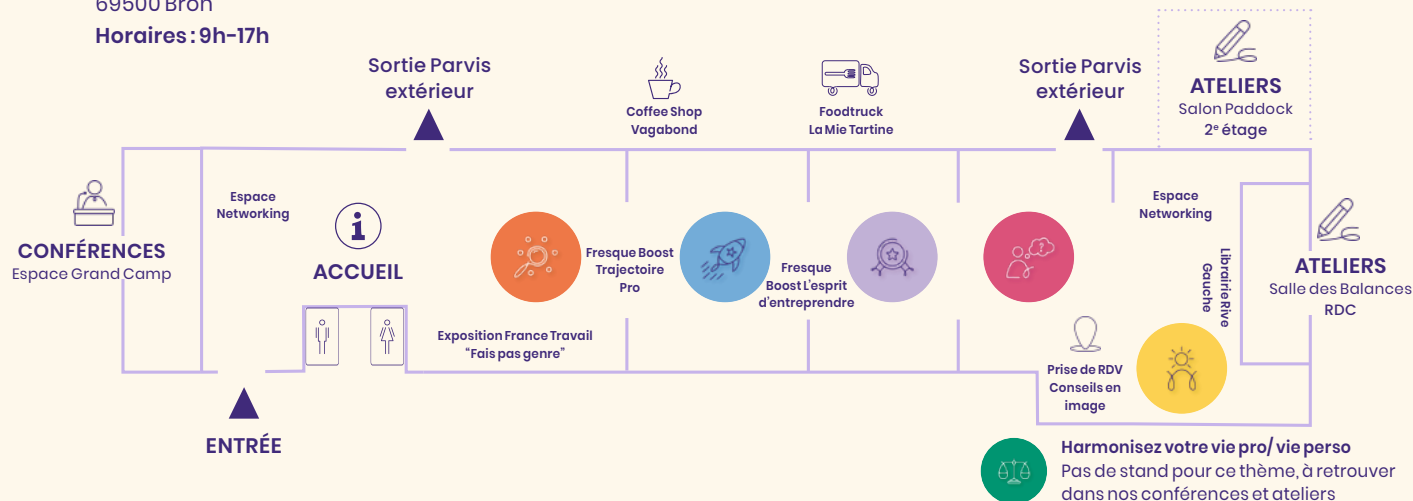 69500 Bron
Horaires : 9h-17h
Sortie Parvis
extérieur
Coffee Shop
Vagabond
Foodtruck
La Mie Tartine
Sortie Parvis
extérieur
ATELIERS
Salon Paddock
2e étage
CONFÉRENCES
Espace Grand Camp
Espace
Networking
i
ACCUEIL
Fresque Boost
Trajectoire
Pro
Fresque
Boost L'esprit
d'entreprendre
?
Espace
Networking
Librairie Rive
Gauche
ATELIERS
Salle des Balances
RDC
Exposition France Travail
"Fais pas genre"
Prise de RDV
Conseils en
image
ENTRÉE
Harmonisez votre vie pro/ vie perso
Pas de stand pour ce thème, à retrouver
dans nos conférences et ateliers